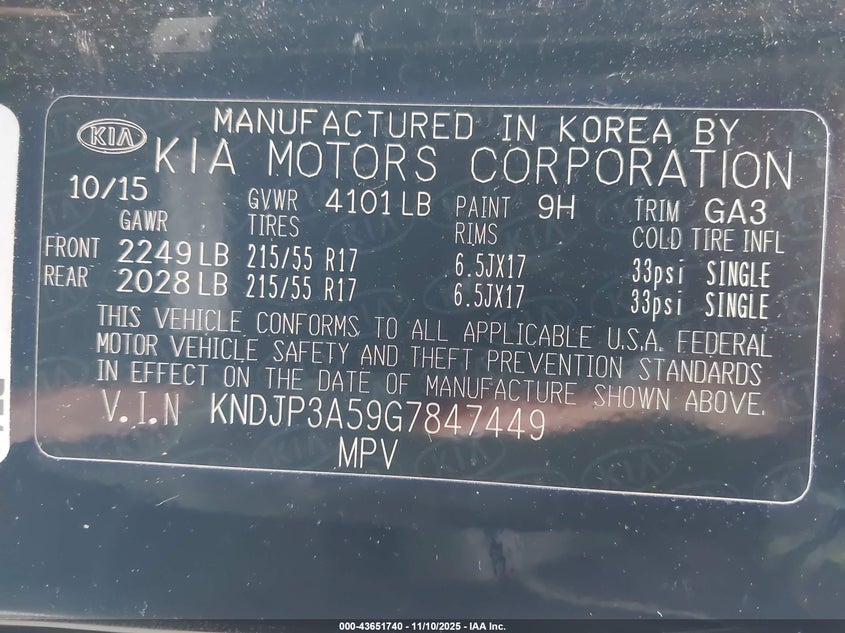 KIA
MANUFACTURED IN KOREA BY
KIA MOTORS CORPORATION
10/15 GVWR 4101 LB PAINT 9H TRIM GA3
GAWR TIRES RIMS COLD TIRE INFL
FRONT 2249 LB 215/55 R17 6.5JX17 33psi SINGLE
REAR 2028 LB 215/55 R17 6.5JX17 33psi SINGLE
THIS VEHICLE CONFORMS TO ALL APPLICABLE U.S.A. FEDERAL
MOTOR VEHICLE SAFETY AND THEFT PREVENTION STANDARDS
IN EFFECT ON THE DATE OF MANUFACTURE SHOWN ABOVE.
V.I.N KNDJP3A59G7847449
MPV
000-43651740 - 11/10/2025 - IAA Inc.